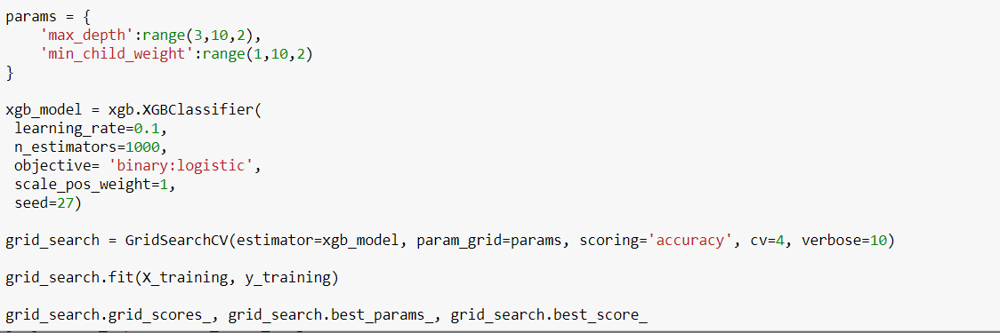 params = {
    'max_depth':range(3,10,2),
    'min_child_weight':range(1,10,2)
}
xgb_model = xgb.XGBClassifier(
 learning_rate=0.1,
 n_estimators=1000,
 objective= 'binary:logistic',
 scale_pos_weight=1,
 seed=27)
grid_search = GridSearchCV(estimator=xgb_model, param_grid=params, scoring='accuracy', cv=4, verbose=10)
grid_search.fit(X_training, y_training)
grid_search.grid_scores_, grid_search.best_params_, grid_search.best_score_